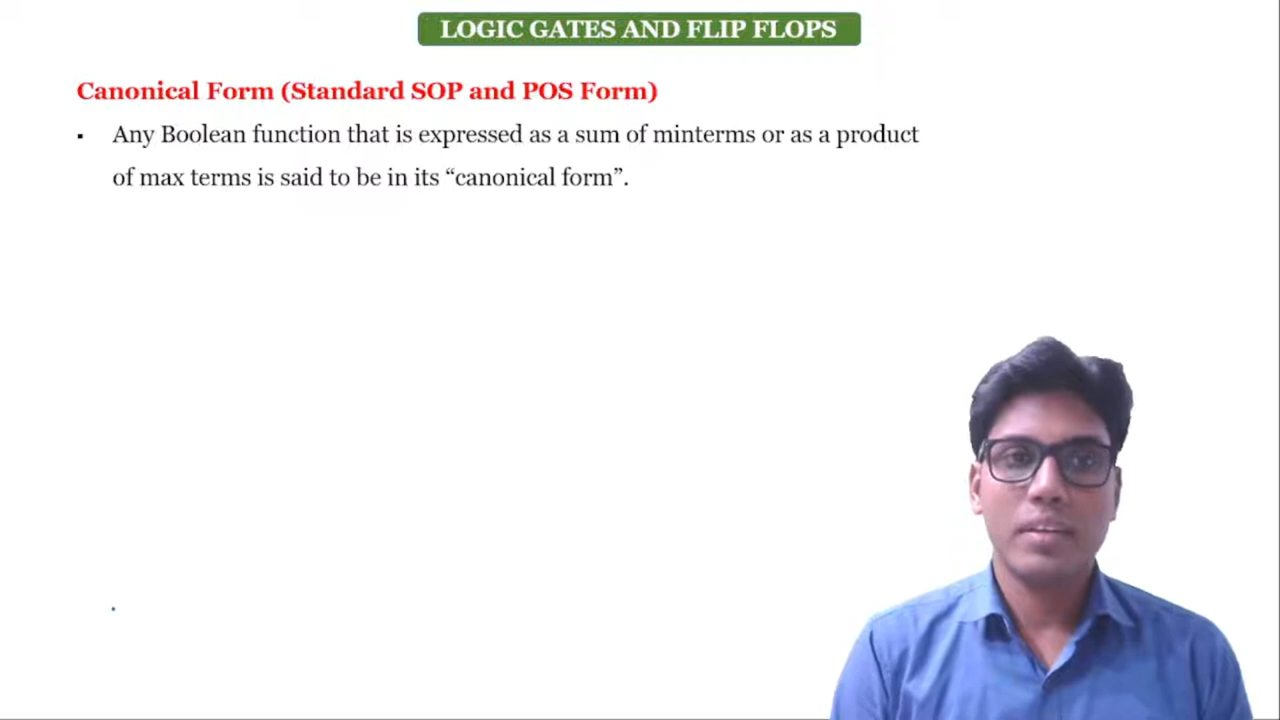 LOGIC GATES AND FLIP FLOPS
Canonical Form (Standard SOP and POS Form)
▪ Any Boolean function that is expressed as a sum of minterms or as a product
of max terms is said to be in its “canonical form”.